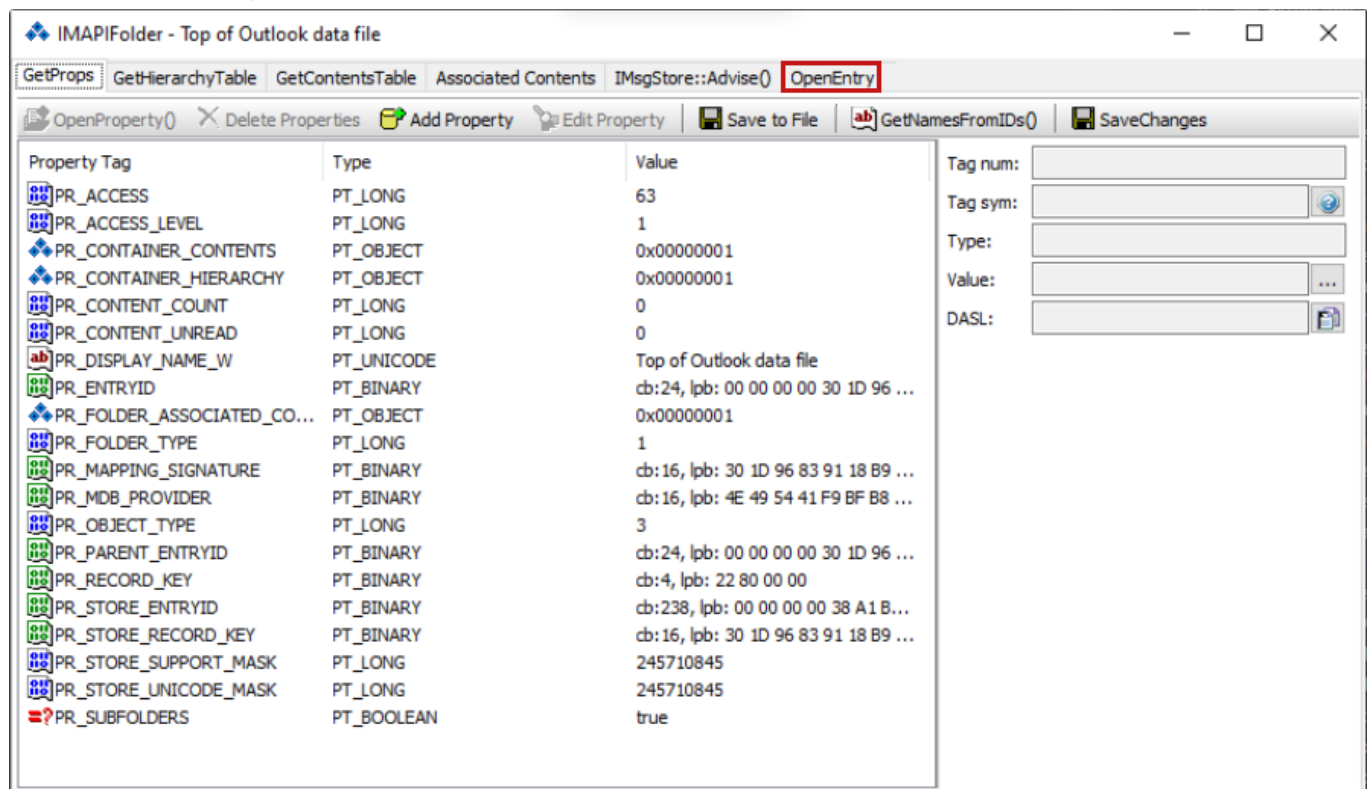 IMAPIFolder - Top of Outlook data file
GetProps GetHierarchyTable GetContentsTable Associated Contents IMsgStore::Advise() OpenEntry
OpenProperty() Delete Properties Add Property Edit Property Save to File GetNamesFromIDs() SaveChanges
Property Tag Type Value
PR_ACCESS PT_LONG 63
PR_ACCESS_LEVEL PT_LONG 1
PR_CONTAINER_CONTENTS PT_OBJECT 0x00000001
PR_CONTAINER_HIERARCHY PT_OBJECT 0x00000001
PR_CONTENT_COUNT PT_LONG 0
PR_CONTENT_UNREAD PT_LONG 0
PR_DISPLAY_NAME_W PT_UNICODE Top of Outlook data file
PR_ENTRYID PT_BINARY cb:24, lpb: 00 00 00 00 30 1D 96 ...
PR_FOLDER_ASSOCIATED_CO... PT_OBJECT 0x00000001
PR_FOLDER_TYPE PT_LONG 1
PR_MAPPING_SIGNATURE PT_BINARY cb:16, lpb: 30 1D 96 83 91 18 B9 ...
PR_MDB_PROVIDER PT_BINARY cb:16, lpb: 4E 49 54 41 F9 BF B8 ...
PR_OBJECT_TYPE PT_LONG 3
PR_PARENT_ENTRYID PT_BINARY cb:24, lpb: 00 00 00 00 30 1D 96 ...
PR_RECORD_KEY PT_BINARY cb:4, lpb: 22 80 00 00
PR_STORE_ENTRYID PT_BINARY cb:238, lpb: 00 00 00 00 38 A1 B...
PR_STORE_RECORD_KEY PT_BINARY cb:16, lpb: 30 1D 96 83 91 18 B9 ...
PR_STORE_SUPPORT_MASK PT_LONG 245710845
PR_STORE_UNICODE_MASK PT_LONG 245710845
PR_SUBFOLDERS PT_BOOLEAN true
Tag num:
Tag sym:
Type:
Value: ...
DASL: